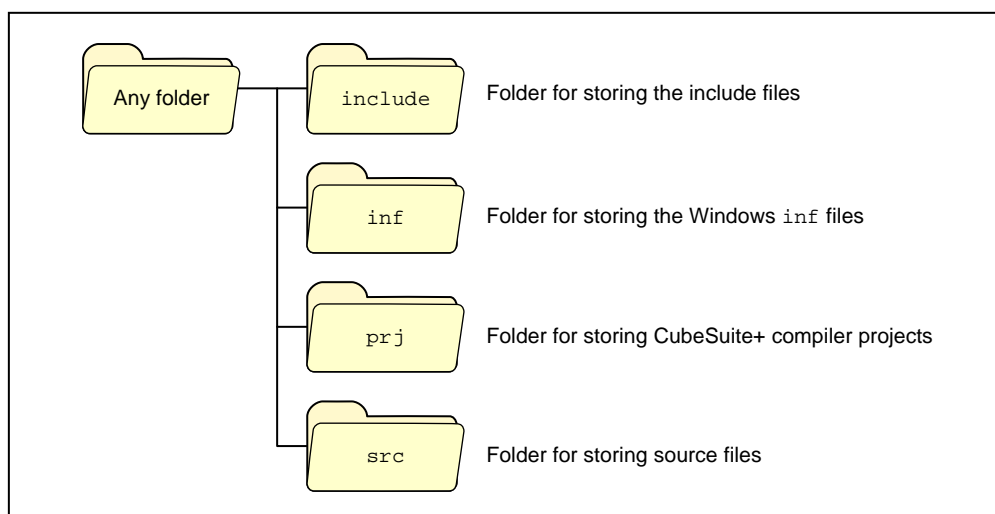 Any folder
include
Folder for storing the include files
inf
Folder for storing the Windows inf files
prj
Folder for storing CubeSuite+ compiler projects
src
Folder for storing source files